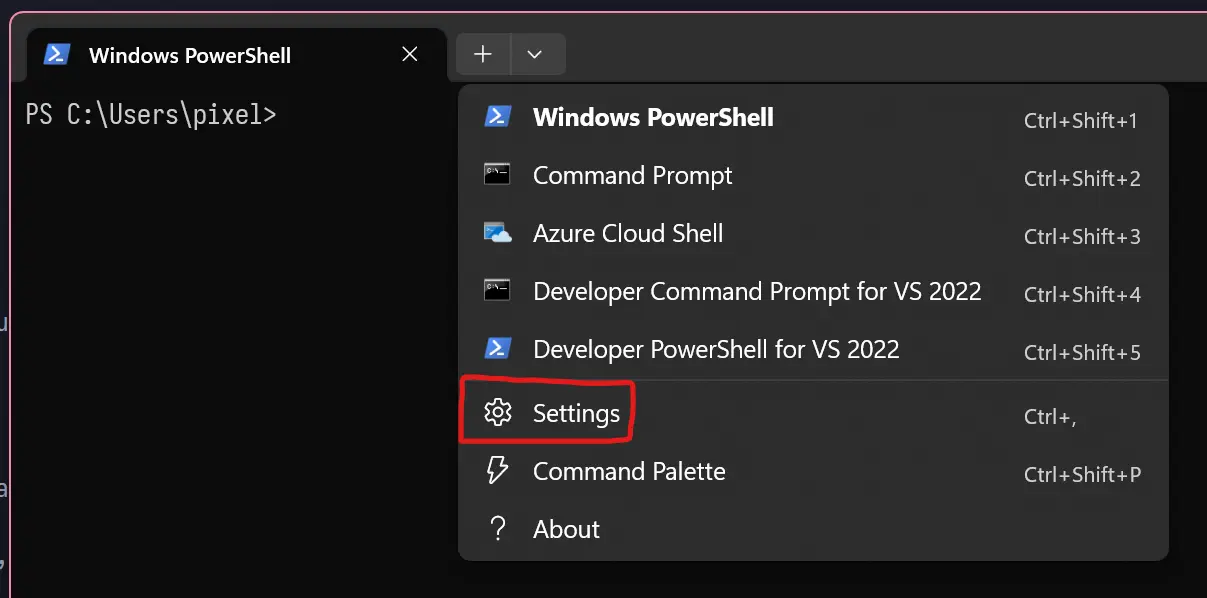 Windows PowerShell
PS C:\Users\pixel>
Windows PowerShell Ctrl+Shift+1
Command Prompt Ctrl+Shift+2
Azure Cloud Shell Ctrl+Shift+3
Developer Command Prompt for VS 2022 Ctrl+Shift+4
Developer PowerShell for VS 2022 Ctrl+Shift+5
Settings Ctrl+,
Command Palette Ctrl+Shift+P
About